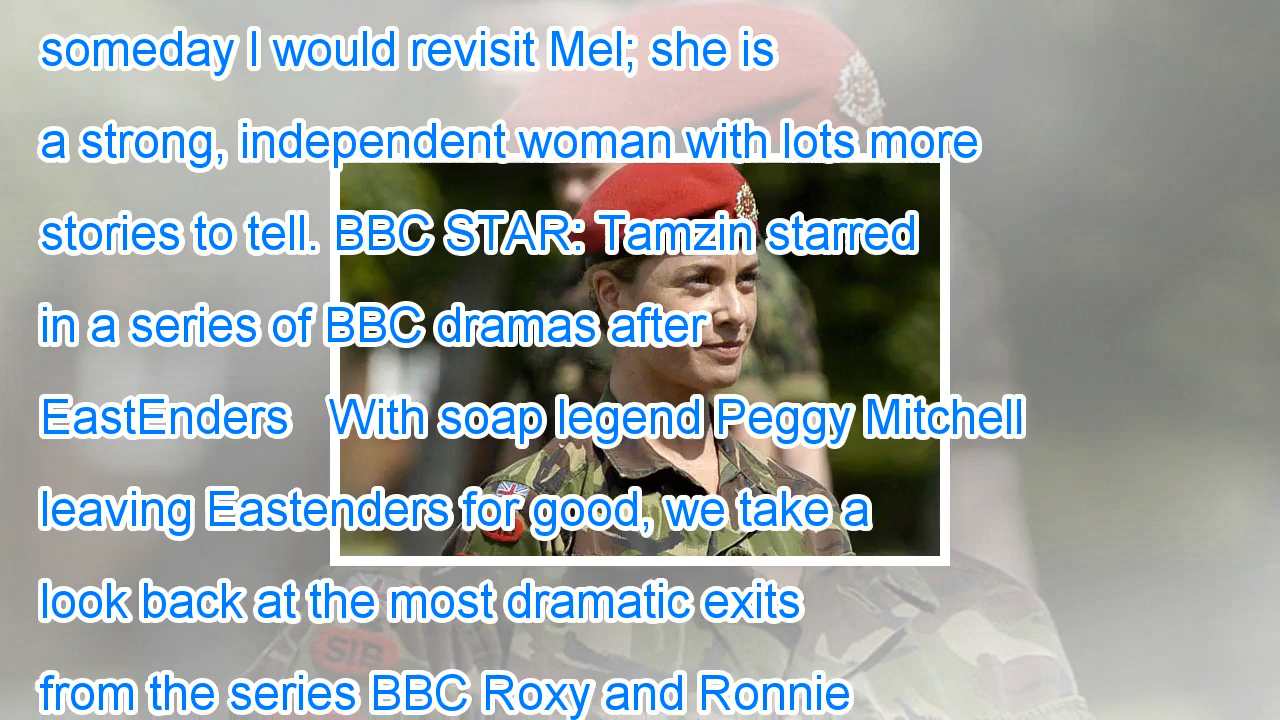 someday I would revisit Mel; she is
a strong, independent woman with lots more
stories to tell. BBC STAR: Tamzin starred
in a series of BBC dramas after
EastEnders   With soap legend Peggy Mitchell
leaving Eastenders for good, we take a
look back at the most dramatic exits
from the series BBC Roxy and Ronnie
SIB